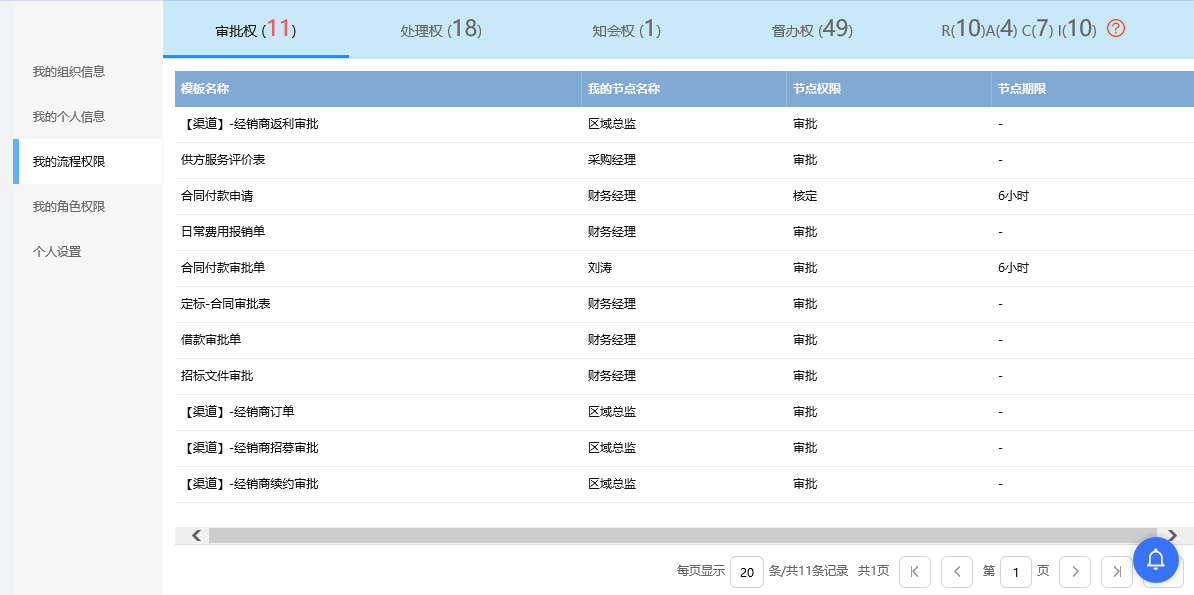 审批权 (11) 处理权 (18) 知会权 (1) 督办权 (49) R(10)A(4) C(7) I(10) ?
我的组织信息
我的个人信息
我的流程权限
我的角色权限
个人设置
模板名称 我的节点名称 节点权限 节点期限
【渠道】-经销商返利审批 区域总监 审批 -
供方服务评价表 采购经理 审批 -
合同付款申请 财务经理 核定 6小时
日常费用报销单 财务经理 审批 -
合同付款审批单 刘涛 审批 6小时
定标-合同审批表 财务经理 审批 -
借款审批单 财务经理 审批 -
招标文件审批 财务经理 审批 -
【渠道】-经销商订单 区域总监 审批 -
【渠道】-经销商招募审批 区域总监 审批 -
【渠道】-经销商续约审批 区域总监 审批 -
每页显示 20 条/共11条记录 共1页 第 1 页